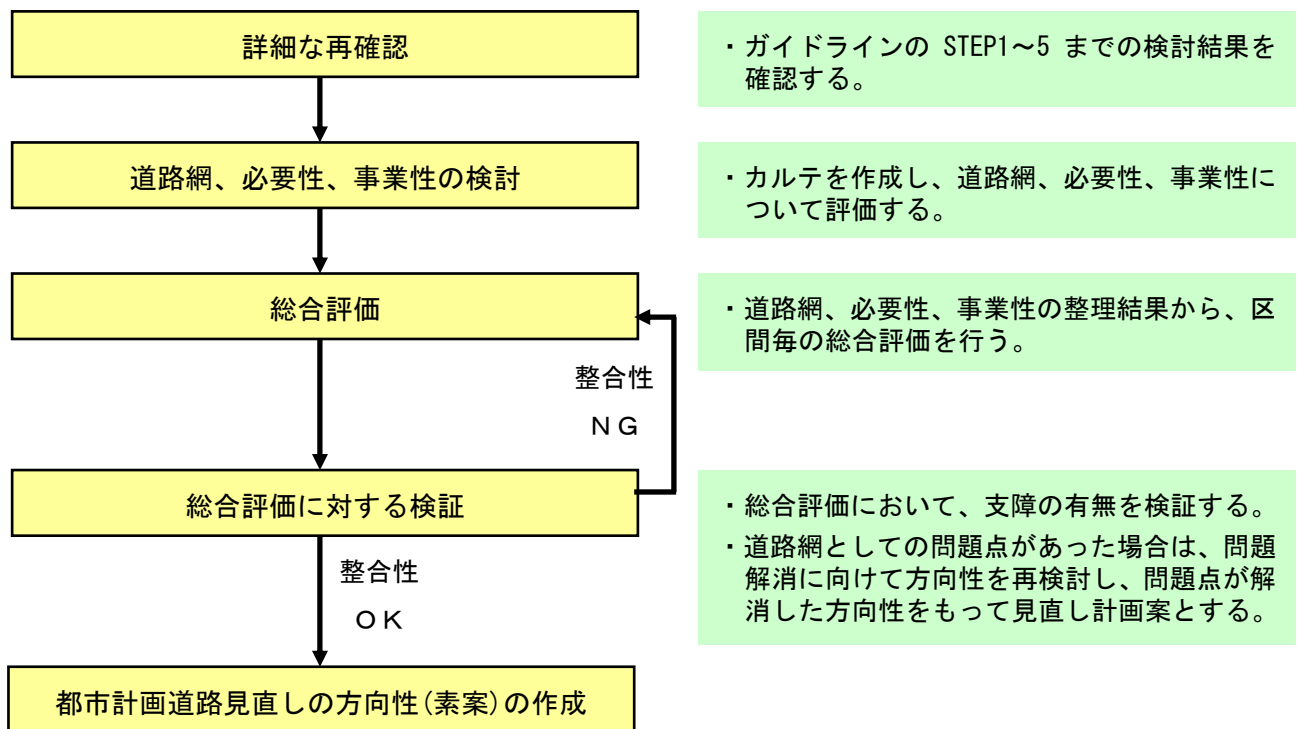 詳細な再確認
・ガイドラインの STEP1～5 までの検討結果を
確認する。
道路網、必要性、事業性の検討
・カルテを作成し、道路網、必要性、事業性に
ついて評価する。
総合評価
・道路網、必要性、事業性の整理結果から、区
間毎の総合評価を行う。
整合性
ＮＧ
総合評価に対する検証
・総合評価において、支障の有無を検証する。
・道路網としての問題点があった場合は、問題
解消に向けて方向性を再検討し、問題点が解
消した方向性をもって見直し計画案とする。
整合性
ＯＫ
都市計画道路見直しの方向性(素案)の作成